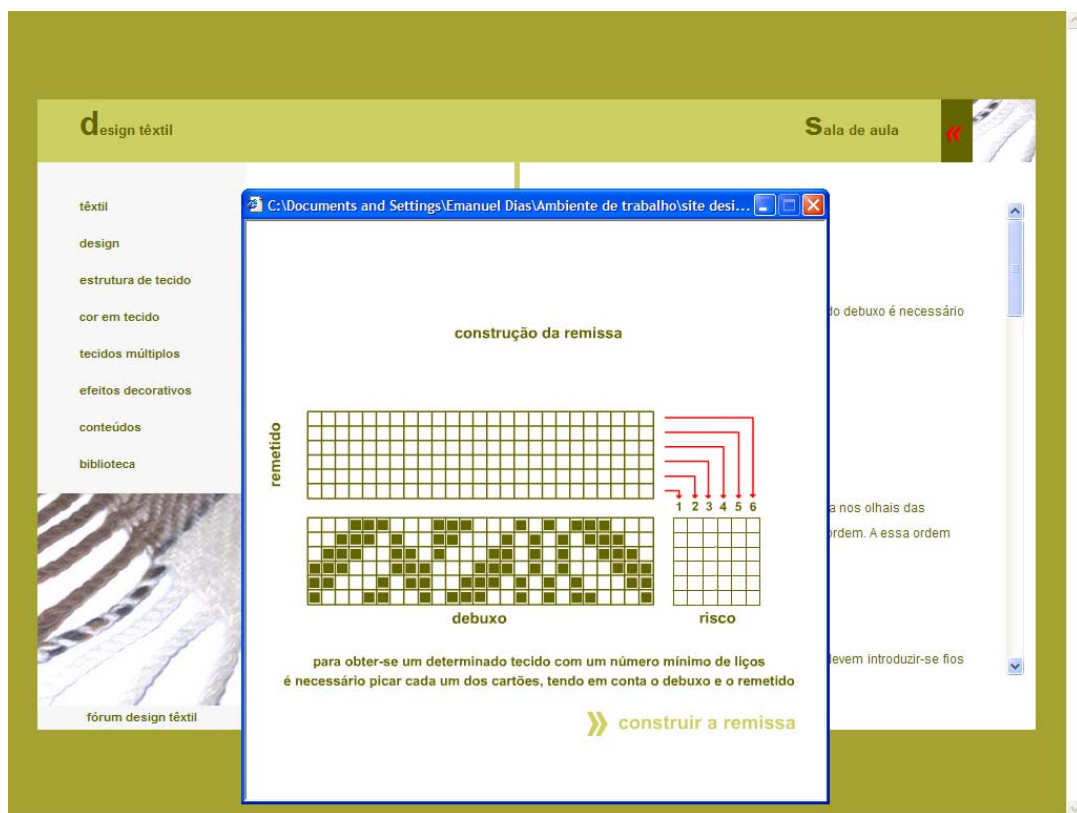 design têxtil
Sala de aula
«
têxtil
design
estrutura de tecido
cor em tecido
tecidos múltiplos
efeitos decorativos
conteúdos
biblioteca
fórum design têxtil
C:\Documents and Settings\Emanuel Dias\Ambiente de trabalho\site desi...
construção da remissa
remetido
1 2 3 4 5 6
debuxo
risco
para obter-se um determinado tecido com um número mínimo de liços
é necessário picar cada um dos cartões, tendo em conta o debuxo e o remetido
» construir a remissa
do debuxo é necessário
a nos olhais das
ordem. A essa ordem
devem introduzir-se fios